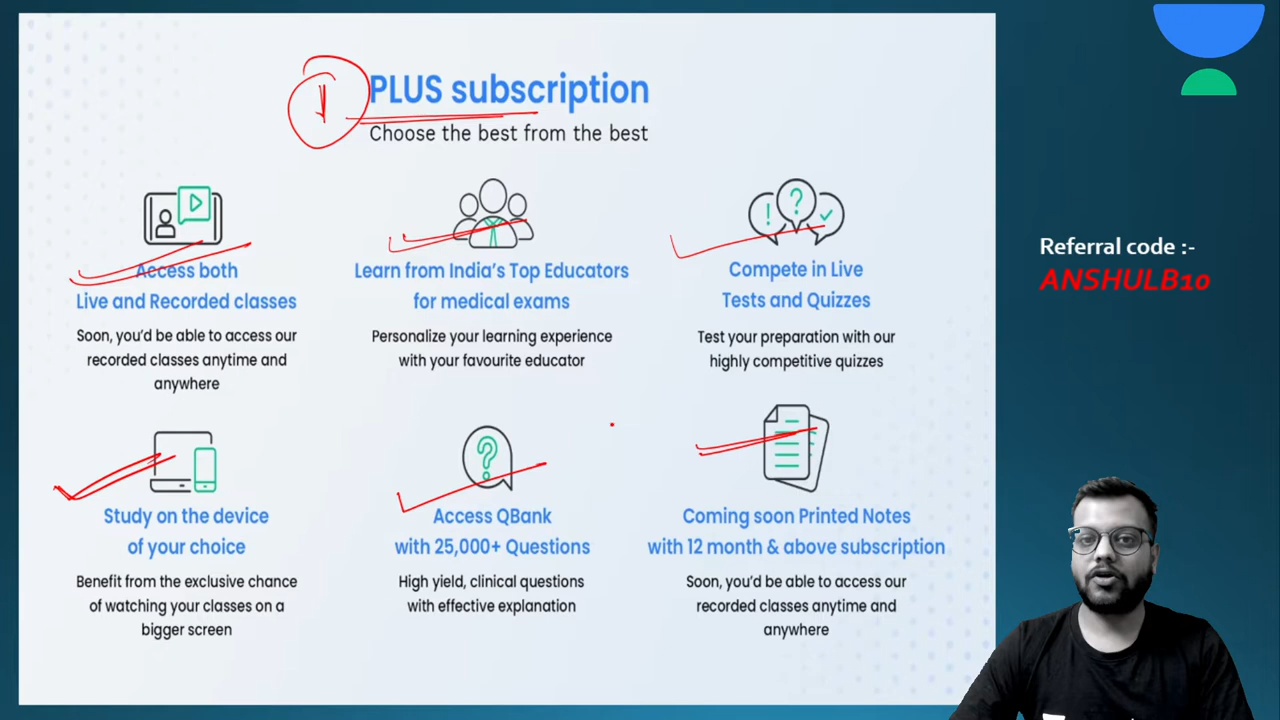 1
PLUS subscription
Choose the best from the best
Access both
Live and Recorded classes
Soon, you'd be able to access our
recorded classes anytime and
anywhere
Learn from India's Top Educators
for medical exams
Personalize your learning experience
with your favourite educator
Compete in Live
Tests and Quizzes
Test your preparation with our
highly competitive quizzes
Study on the device
of your choice
Benefit from the exclusive chance
of watching your classes on a
bigger screen
Access QBank
with 25,000+ Questions
High yield, clinical questions
with effective explanation
Coming soon Printed Notes
with 12 month & above subscription
Soon, you'd be able to access our
recorded classes anytime and
anywhere
Referral code :-
ANSHULB10